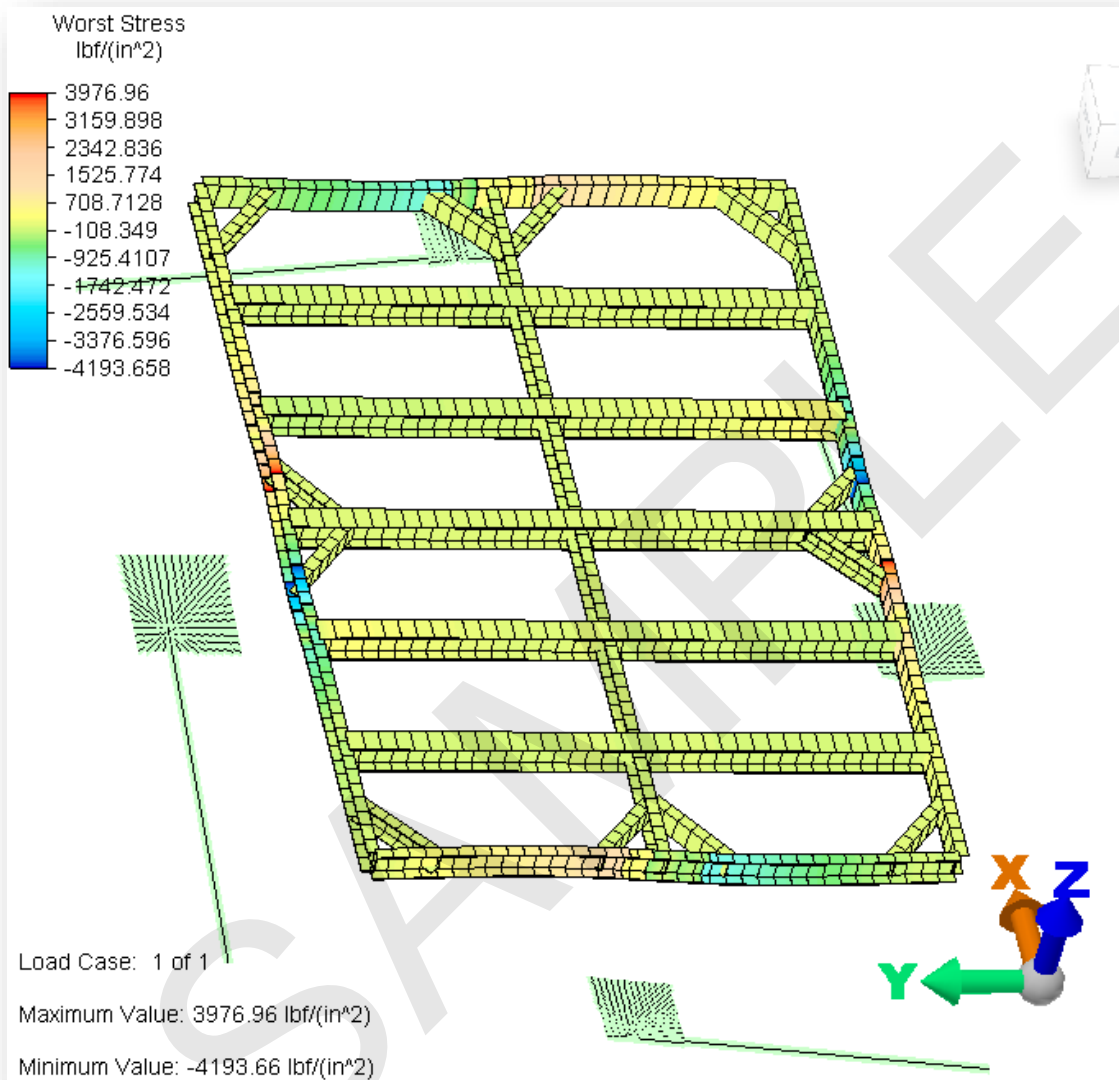 Worst Stress
lbf/(in^2)
3976.96
3159.898
2342.836
1525.774
708.7128
-108.349
-925.4107
-1742.472
-2559.534
-3376.596
-4193.658
X
Z
Y
Load Case: 1 of 1
Maximum Value: 3976.96 lbf/(in^2)
Minimum Value: -4193.66 lbf/(in^2)
SAMPLE